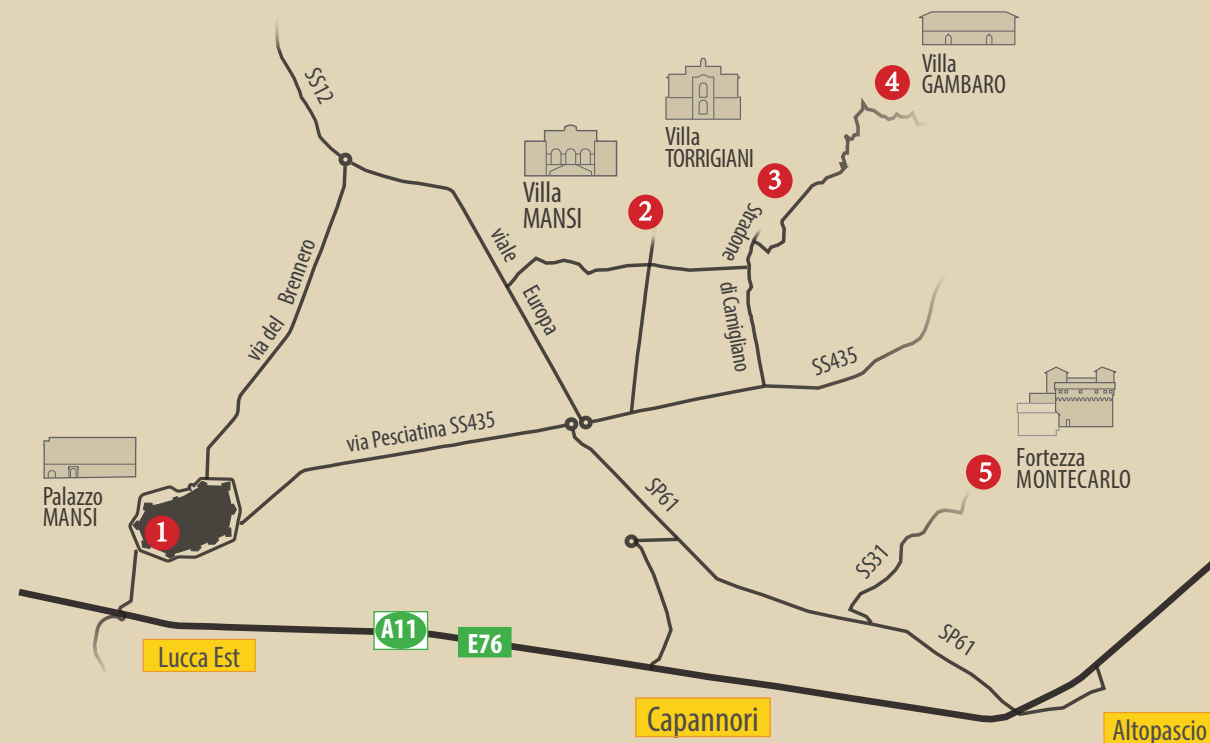 Villa
GAMBARO
4
SS12
Villa
TORRIGIANI
3
Villa
MANSI
2
viale
Europa
Stradone
di Camigliano
via del Brennero
SS435
via Pesciatina SS435
Palazzo
MANSI
1
SP61
5
Fortezza
MONTECARLO
SS31
SP61
A11
E76
Lucca Est
Capannori
Altopascio